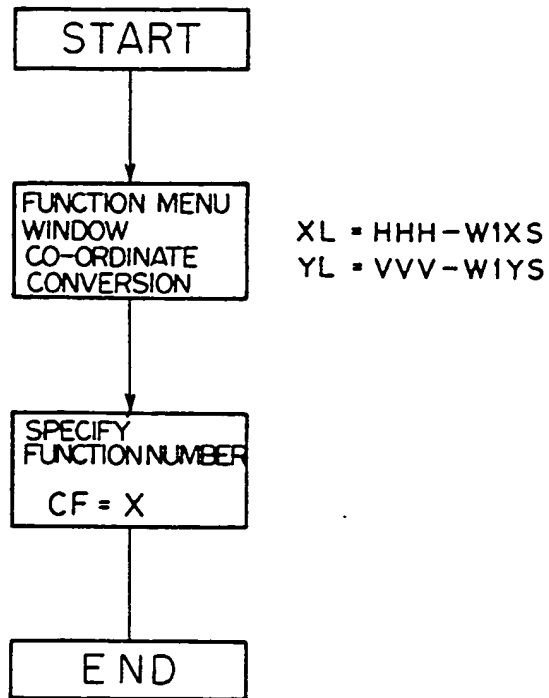 START
FUNCTION MENU
WINDOW
CO-ORDINATE
CONVERSION
XL = HHH-W1XS
YL = VVV-W1YS
SPECIFY
FUNCTION NUMBER
CF = X
END